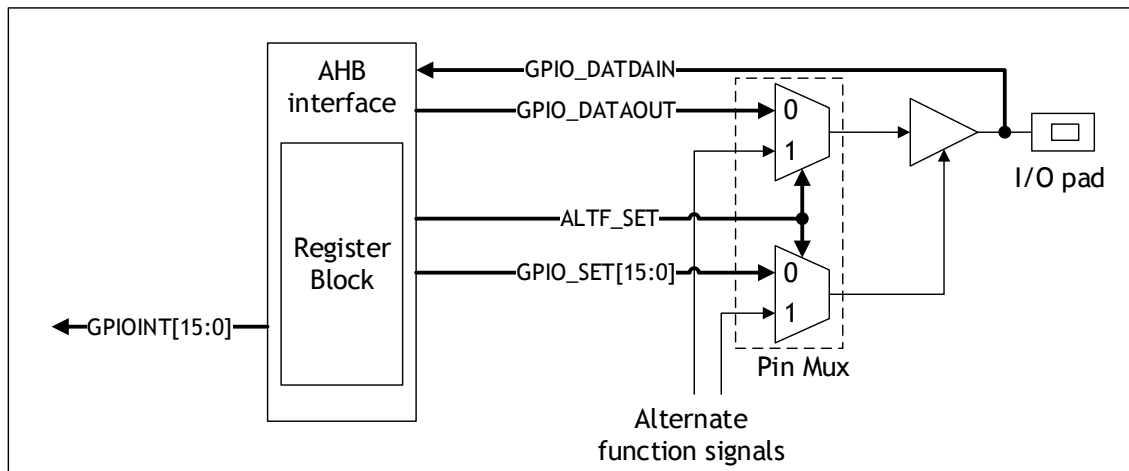 AHB
interface
Register
Block
GPIO_DATDAIN
GPIO_DATAOUT
ALTF_SET
GPIO_SET[15:0]
GPIOINT[15:0]
0
1
0
1
Pin Mux
I/O pad
Alternate
function signals